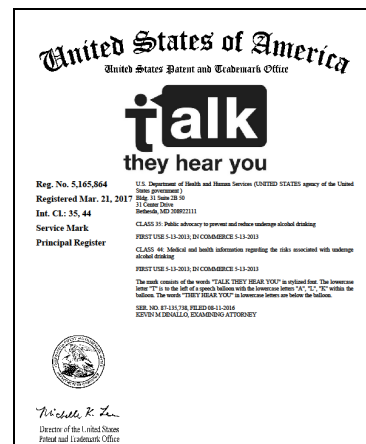 United States of America
United States Patent and Trademark Office
talk
they hear you
Reg. No. 5,165,864
Registered Mar. 21, 2017
Int. Cl.: 35, 44
Service Mark
Principal Register
U.S. Department of Health and Human Services (UNITED STATES agency of the United
States government )
Bldg. 31 Suite 2B 50
31 Center Drive
Bethesda, MD 208922111
CLASS 35: Public advocacy to prevent and reduce underage alcohol drinking
FIRST USE 5-13-2013; IN COMMERCE 5-13-2013
CLASS 44: Medical and health information regarding the risks associated with underage
alcohol drinking
FIRST USE 5-13-2013; IN COMMERCE 5-13-2013
The mark consists of the words "TALK THEY HEAR YOU" in stylized font. The lowercase
letter "T" is to the left of a speech balloon with the lowercase letters "A", "L", "K" within the
balloon. The words "THEY HEAR YOU" in lowercase letters are below the balloon.
SER. NO. 87-135,738, FILED 08-11-2016
KEVIN M DINALLO, EXAMINING ATTORNEY
Michelle K. Lee
Director of the United States
Patent and Trademark Office